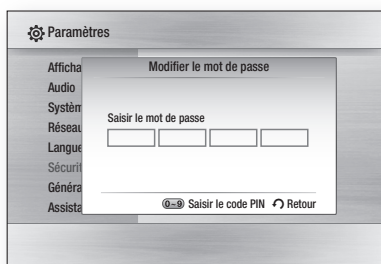 Paramètres
Modifier le mot de passe
Afficha
Audio
Systèm
Réseau
Langue
Sécurit
Généra
Assista
Saisir le mot de passe
0~9 Saisir le code PIN Retour